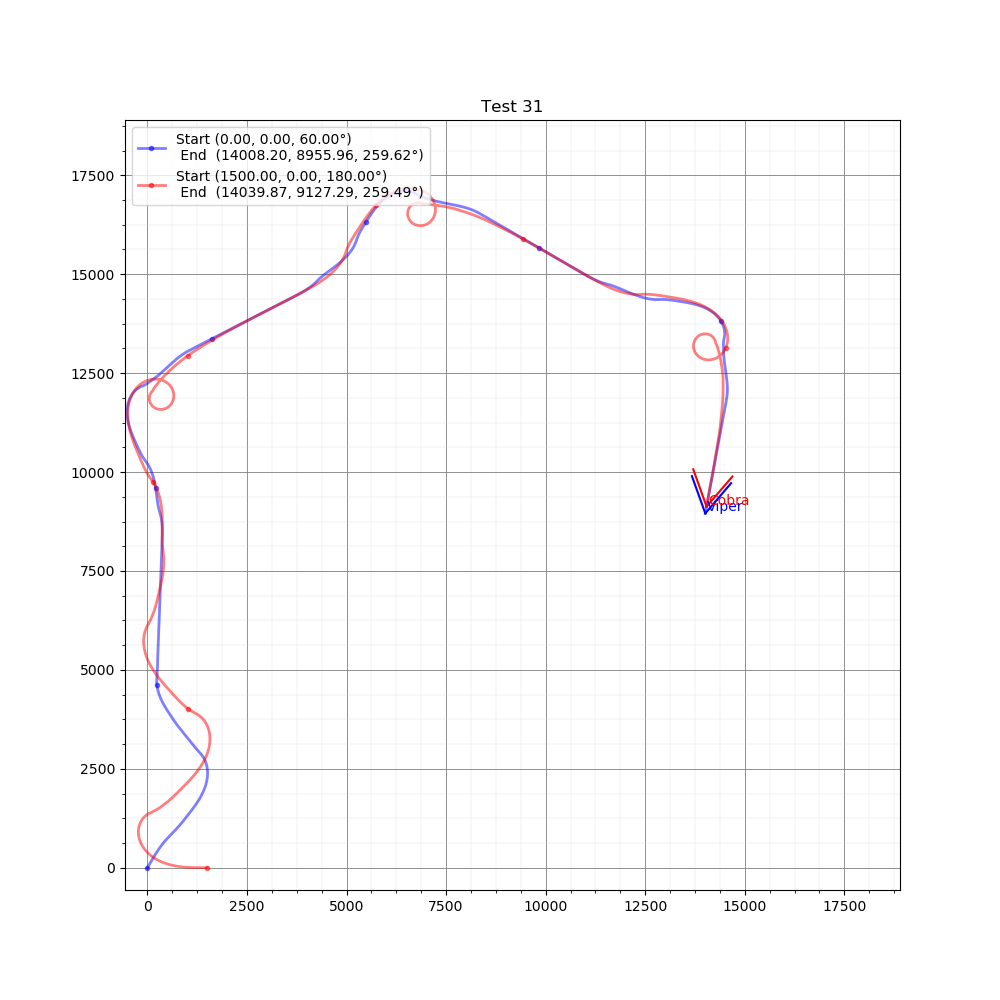 Test 31
Start (0.00, 0.00, 60.00°)
End (14008.20, 8955.96, 259.62°)
Start (1500.00, 0.00, 180.00°)
End (14039.87, 9127.29, 259.49°)
17500
15000
12500
10000
7500
5000
2500
0
Cobra
Viper
0 2500 5000 7500 10000 12500 15000 17500